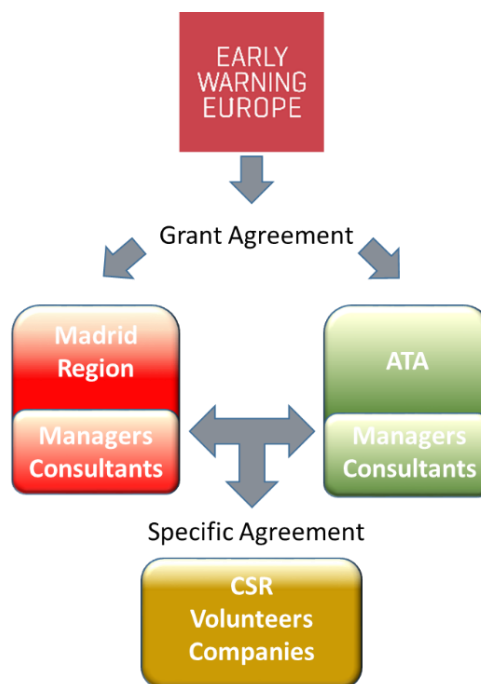 EARLY
WARNING
EUROPE
Grant Agreement
Madrid
Region
ATA
Managers
Consultants
Managers
Consultants
Specific Agreement
CSR
Volunteers
Companies